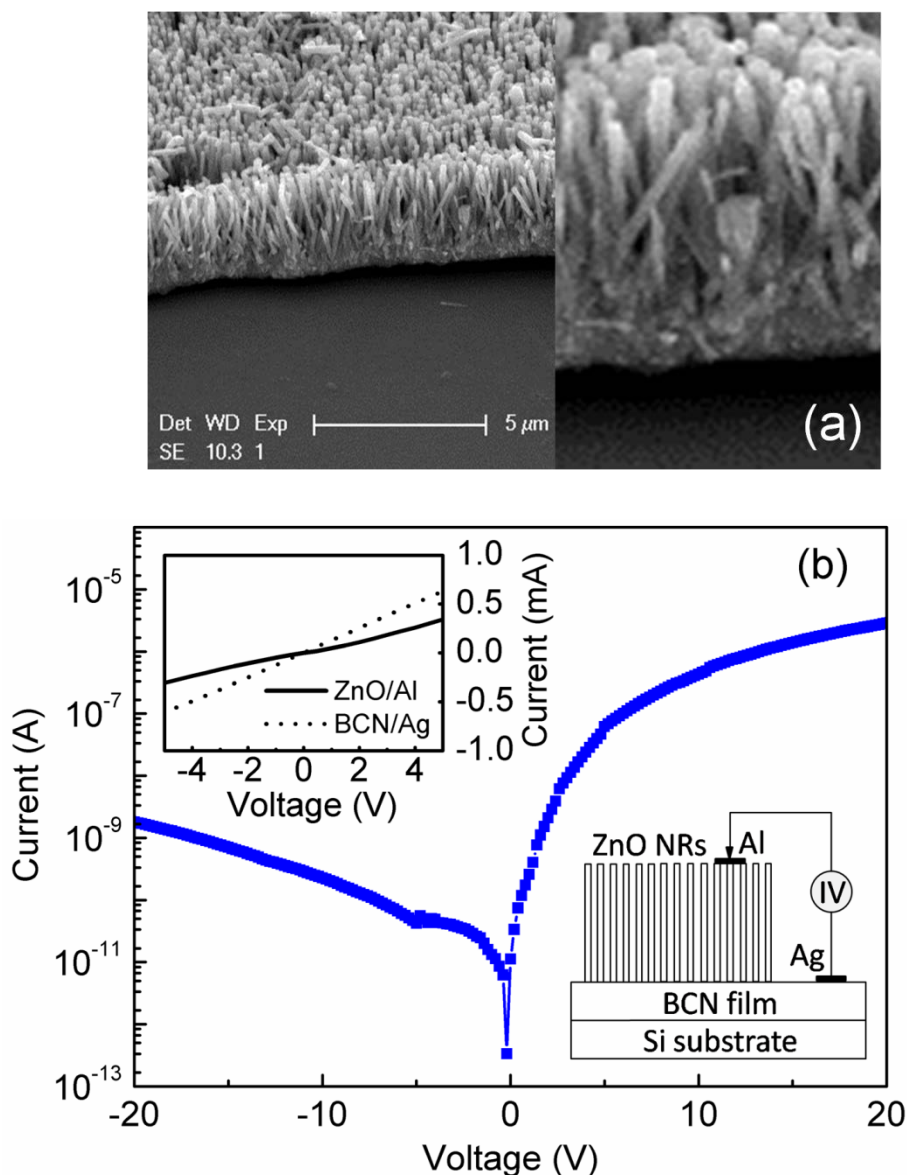 Det WD Exp
5 μm
SE 10.3 1
(a)
(b)
10⁻⁵
10⁻⁷
10⁻⁹
10⁻¹¹
10⁻¹³
Current (A)
-20 -10 0 10 20
Voltage (V)
1.0
0.5
0.0
-0.5
-1.0
Current (mA)
ZnO/Al
BCN/Ag
-4 -2 0 2 4
Voltage (V)
ZnO NRs
Al
IV
Ag
BCN film
Si substrate